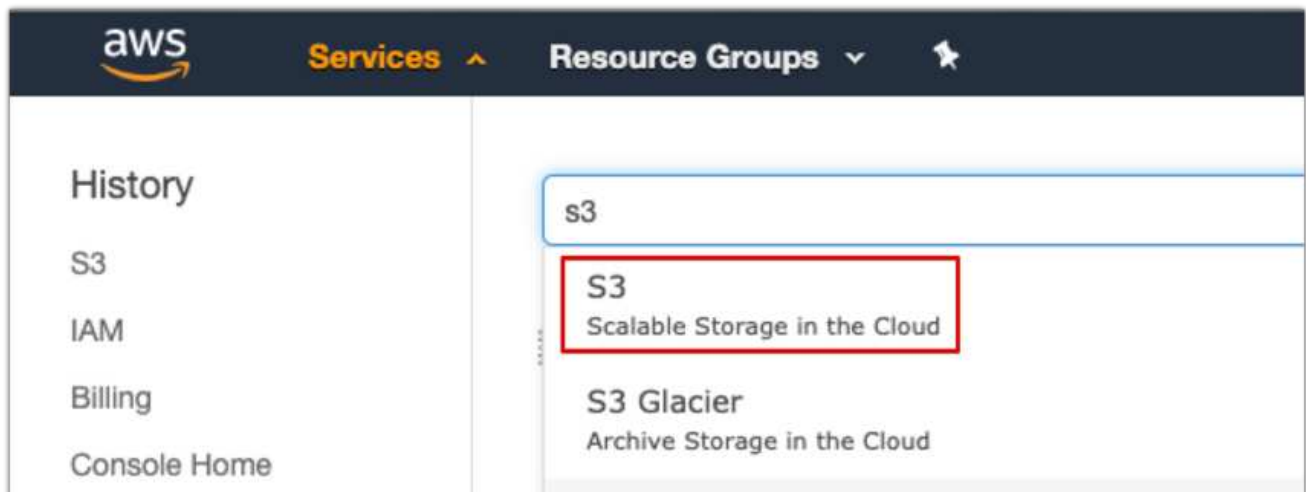 aws
Services
Resource Groups
History
S3
IAM
Billing
Console Home
s3
S3
Scalable Storage in the Cloud
S3 Glacier
Archive Storage in the Cloud